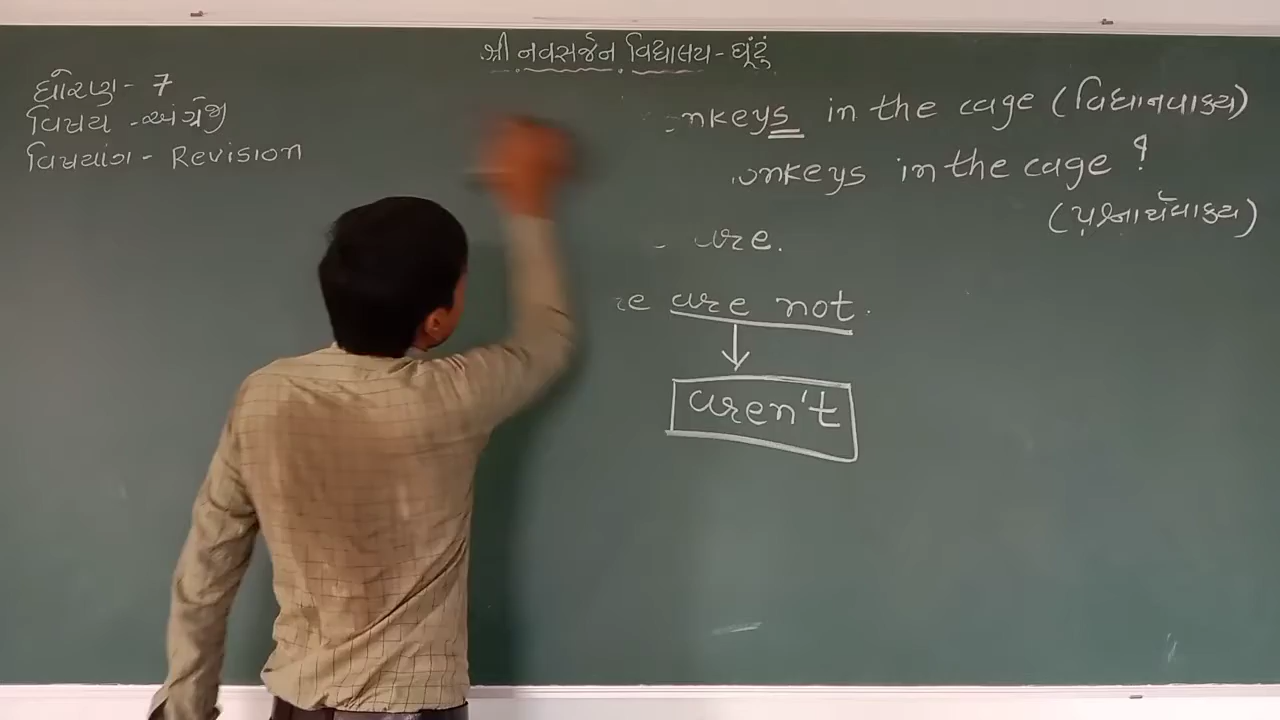 શ્રી નવસર્જન વિદ્યાલય - ઘૂંટું
ધોરણ - 7
વિષય - અંગ્રેજી
વિષયાંગ - Revision
onkeys in the cage (વિધાનવાક્ય)
onkeys in the cage ?
(પ્રશ્નાર્થવાક્ય)
- are.
re are not.
aren't